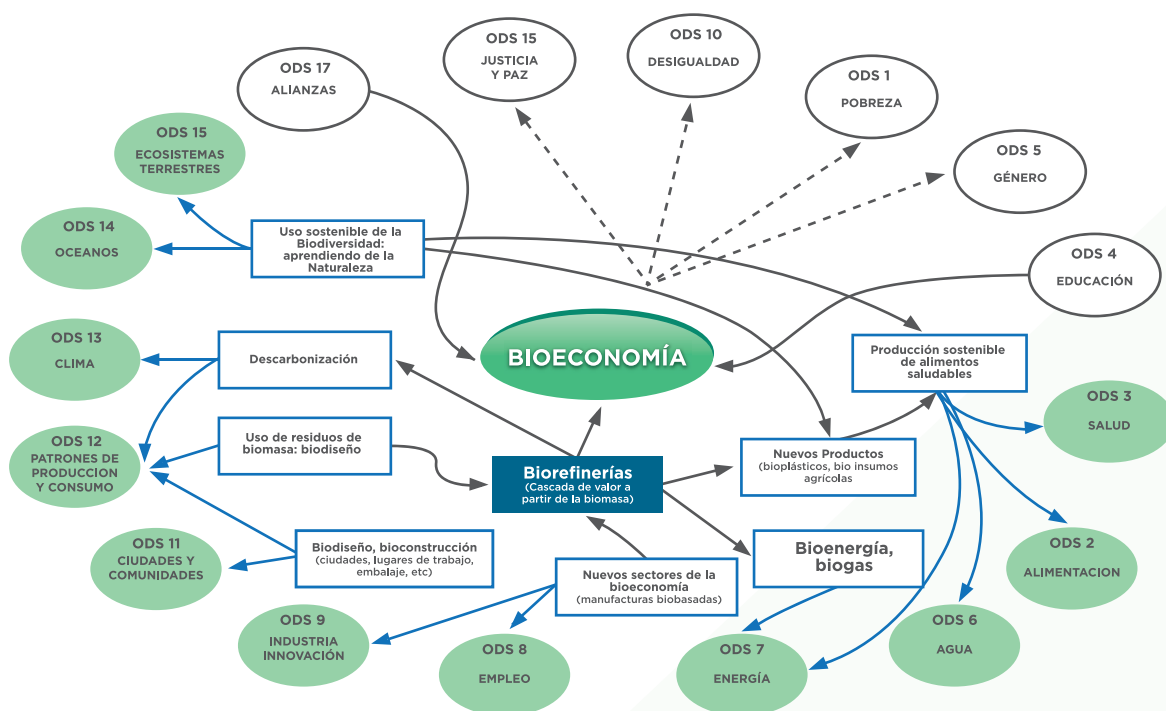 ODS 15
JUSTICIA
Y PAZ
ODS 10
DESIGUALDAD
ODS 17
ALIANZAS
ODS 1
POBREZA
ODS 15
ECOSISTEMAS
TERRESTRES
ODS 5
GÉNERO
ODS 14
OCEANOS
Uso sostenible de la
Biodiversidad:
aprendiendo de la
Naturaleza
ODS 4
EDUCACIÓN
ODS 13
CLIMA
Descarbonización
BIOECONOMÍA
Producción sostenible
de alimentos
saludables
ODS 3
SALUD
ODS 12
PATRONES DE
PRODUCCION
Y CONSUMO
Uso de residuos de
biomasa: biodiseño
Biorefinerías
(Cascada de valor a
partir de la biomasa)
Nuevos Productos
(bioplásticos, bio insumos
agrícolas
ODS 11
CIUDADES Y
COMUNIDADES
Biodiseño, bioconstrucción
(ciudades, lugares de trabajo,
embalaje, etc)
Nuevos sectores de la
bioeconomía
(manufacturas biobasadas)
Bioenergía,
biogas
ODS 2
ALIMENTACION
ODS 9
INDUSTRIA
INNOVACIÓN
ODS 8
EMPLEO
ODS 7
ENERGÍA
ODS 6
AGUA